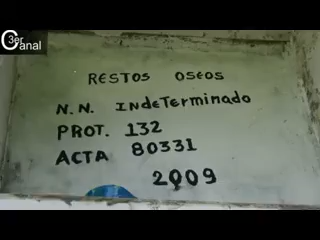 3er
Canal
RESTOS OSEOS
N.N. INdeTerminado
PROT. 132
ACTA 80331
2009